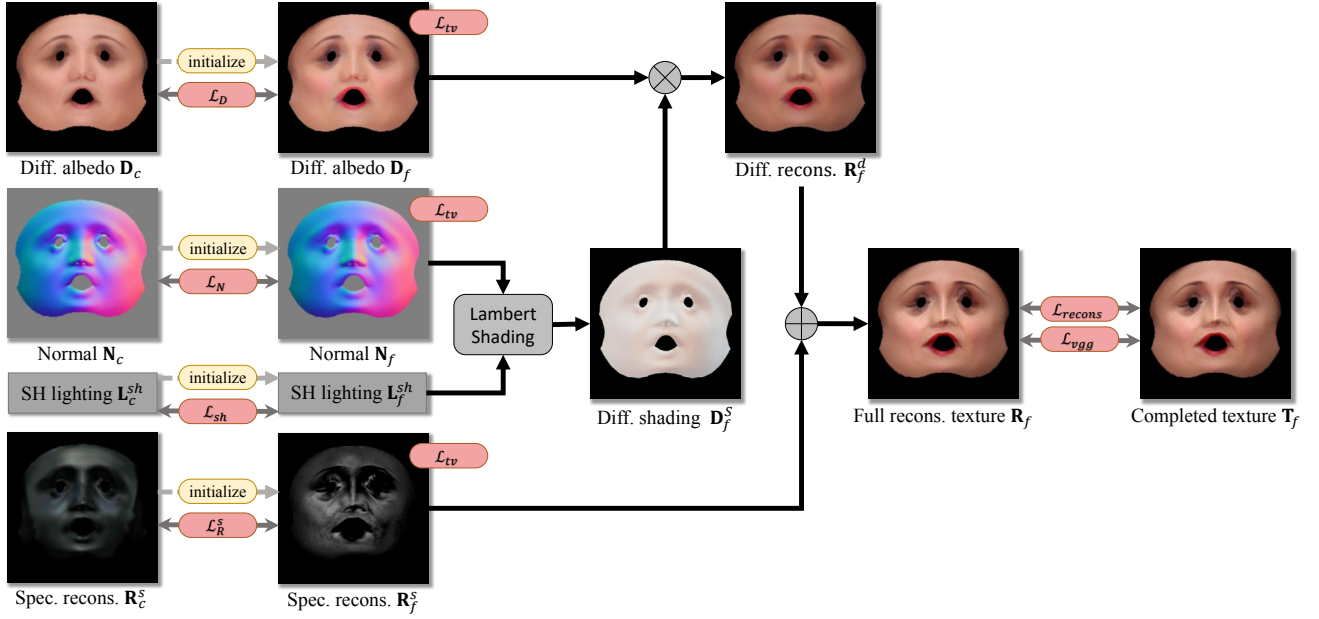 ℒ_tv
initialize
ℒ_D
Diff. albedo D_c
Diff. albedo D_f
Diff. recons. R_f^d
ℒ_tv
initialize
ℒ_N
Lambert
Shading
ℒ_recons
ℒ_vgg
Normal N_c
Normal N_f
SH lighting L_c^sh
initialize
SH lighting L_f^sh
ℒ_sh
Diff. shading D_f^S
Full recons. texture R_f
Completed texture T_f
ℒ_tv
initialize
ℒ_R^s
Spec. recons. R_c^s
Spec. recons. R_f^s